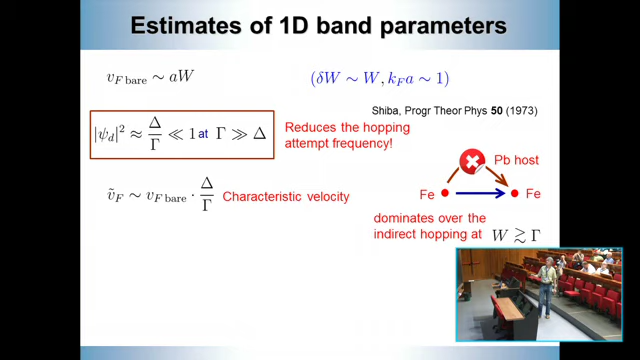 Estimates of 1D band parameters
v_F bare ∼ aW
(δW ∼ W, k_F a ∼ 1)
Shiba, Progr Theor Phys 50 (1973)
|ψ_d|² ≈ Δ/Γ ≪ 1 at Γ ≫ Δ
Reduces the hopping
attempt frequency!
Pb host
ṽ_F ∼ v_F bare · Δ/Γ
Characteristic velocity
Fe
Fe
dominates over the
indirect hopping at W ≳ Γ